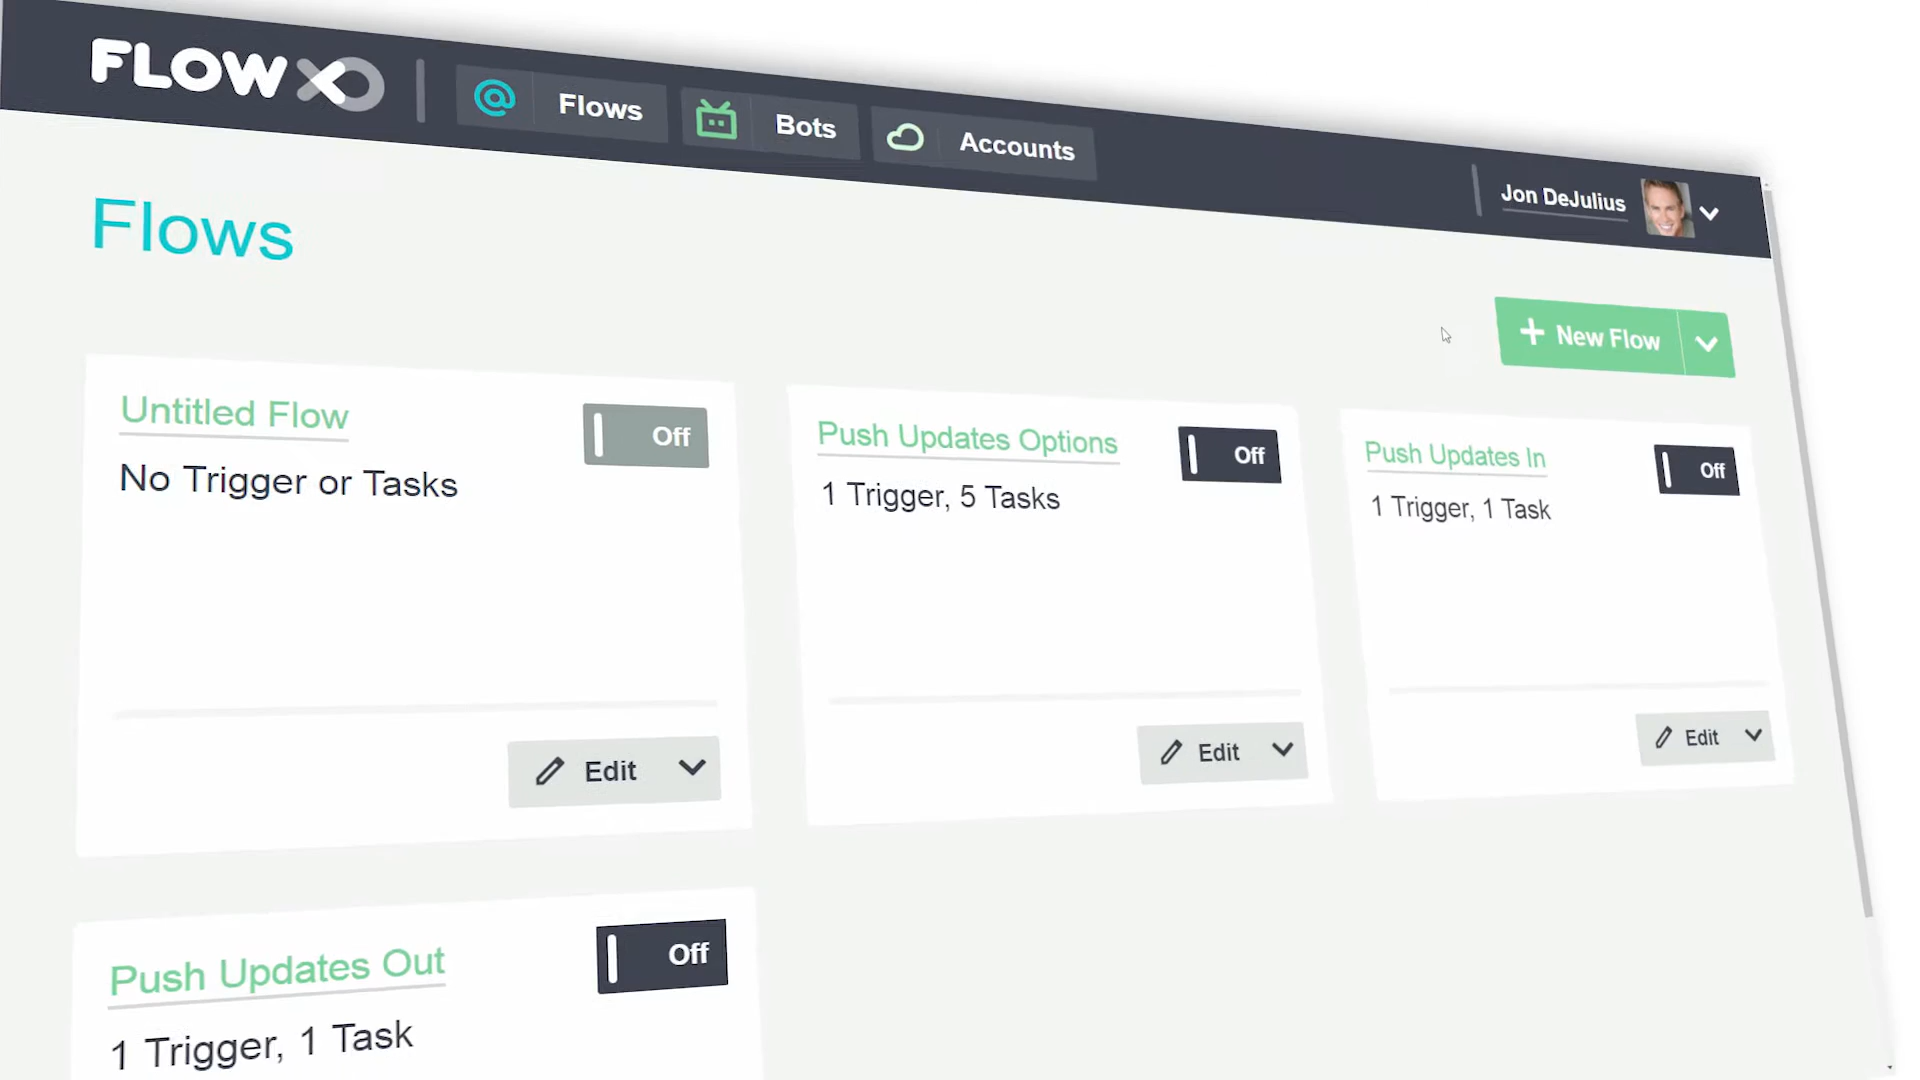 FLOW XO
Flows
Bots
Accounts
Jon DeJulius
Flows
New Flow
Untitled Flow
Off
No Trigger or Tasks
Edit
Push Updates Options
Off
1 Trigger, 5 Tasks
Edit
Push Updates In
Off
1 Trigger, 1 Task
Edit
Push Updates Out
Off
1 Trigger, 1 Task